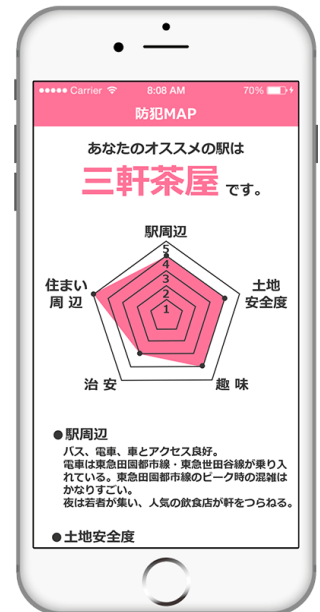 Carrier 8:08 AM 70%
防犯MAP
あなたのオススメの駅は
三軒茶屋 です。
駅周辺
5
4
3
2
1
住まい
周 辺
土地
安全度
治 安
趣 味
●駅周辺
バス、電車、車とアクセス良好。
電車は東急田園都市線・東急世田谷線が乗り入
れている。東急田園都市線のピーク時の混雑は
かなりすごい。
夜は若者が集い、人気の飲食店が軒をつらねる。
●土地安全度